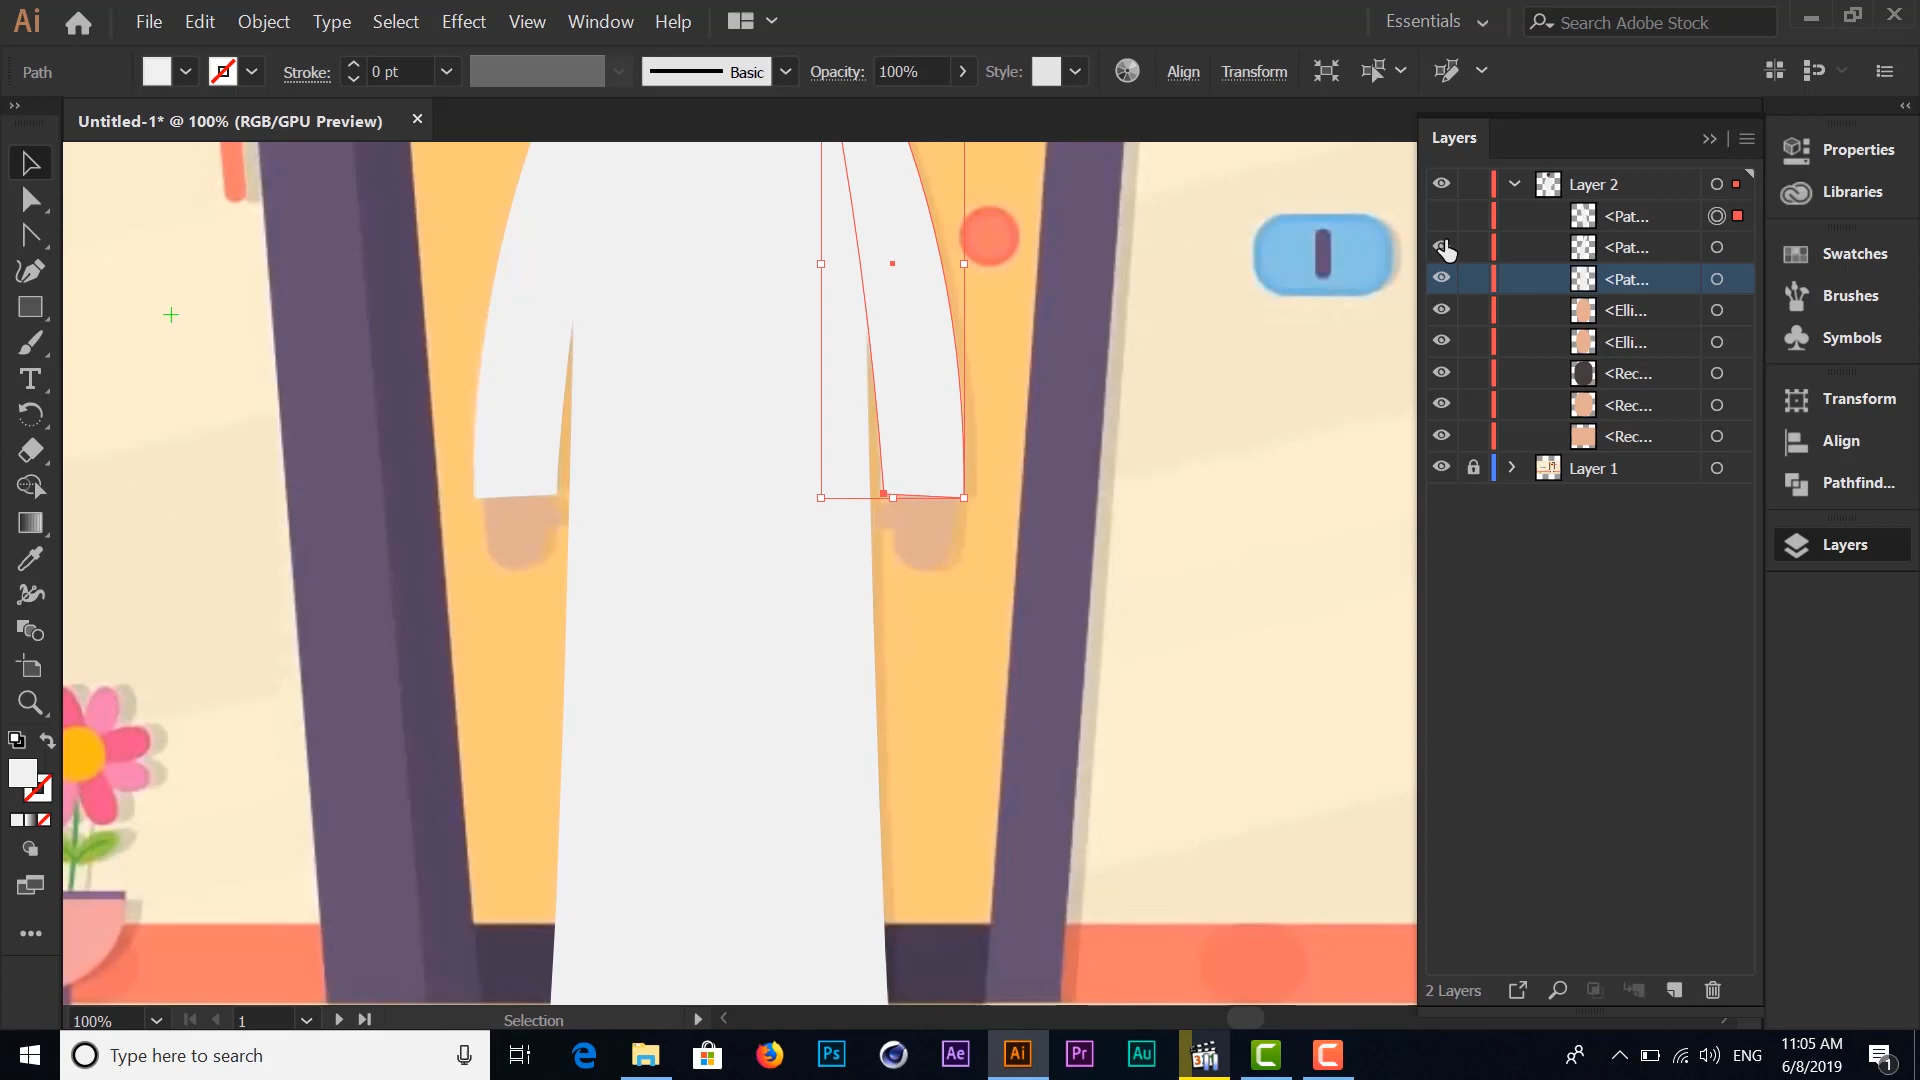 Ai File Edit Object Type Select Effect View Window Help Essentials Search Adobe Stock
Path Stroke: 0 pt Basic Opacity: 100% Style: Align Transform
Untitled-1* @ 100% (RGB/GPU Preview)
Layers
Layer 2
<Pat...
<Pat...
<Pat...
<Elli...
<Elli...
<Rec...
<Rec...
<Rec...
Layer 1
2 Layers
Properties
Libraries
Swatches
Brushes
Symbols
Transform
Align
Pathfind...
Layers
100% 1 Selection
Type here to search
Ps Ae Ai Pr Au
ENG
11:05 AM
6/8/2019
1